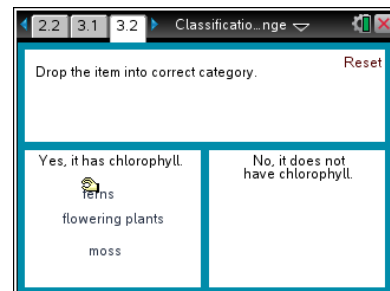 2.2 3.1 3.2 Classificatio…nge
Reset
Drop the item into correct category.
Yes, it has chlorophyll.
ferns
flowering plants
moss
No, it does not
have chlorophyll.